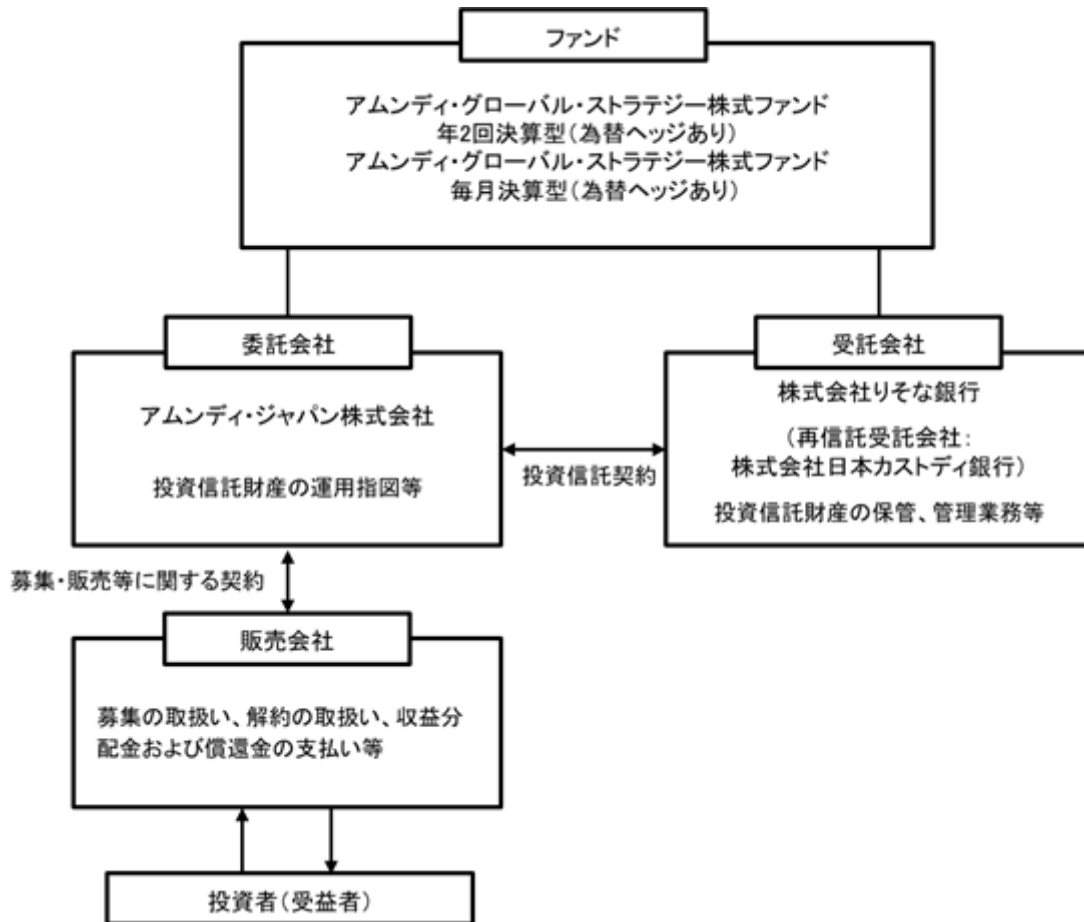 ファンド
アムンディ・グローバル・ストラテジー株式ファンド
年2回決算型(為替ヘッジあり)
アムンディ・グローバル・ストラテジー株式ファンド
毎月決算型(為替ヘッジあり)
委託会社
アムンディ・ジャパン株式会社
投資信託財産の運用指図等
投資信託契約
受託会社
株式会社りそな銀行
(再信託受託会社:
株式会社日本カストディ銀行)
投資信託財産の保管、管理業務等
募集・販売等に関する契約
販売会社
募集の取扱い、解約の取扱い、収益分
配金および償還金の支払い等
投資者(受益者)